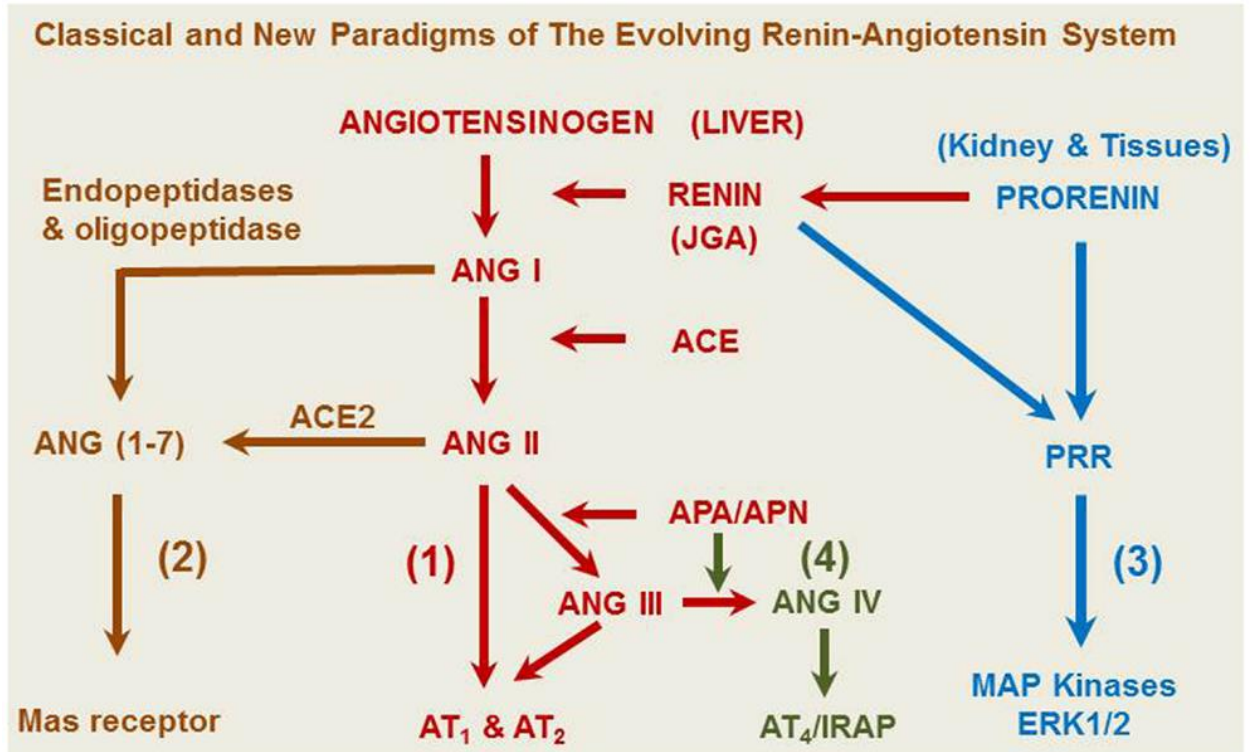 Classical and New Paradigms of The Evolving Renin-Angiotensin System
ANGIOTENSINOGEN (LIVER)
(Kidney & Tissues)
Endopeptidases
& oligopeptidase
RENIN
(JGA)
PRORENIN
ANG I
ACE
ANG (1-7)
ACE2
ANG II
PRR
APA/APN
(2)
(1)
(4)
(3)
ANG III
ANG IV
Mas receptor
AT₁ & AT₂
AT₄/IRAP
MAP Kinases
ERK1/2